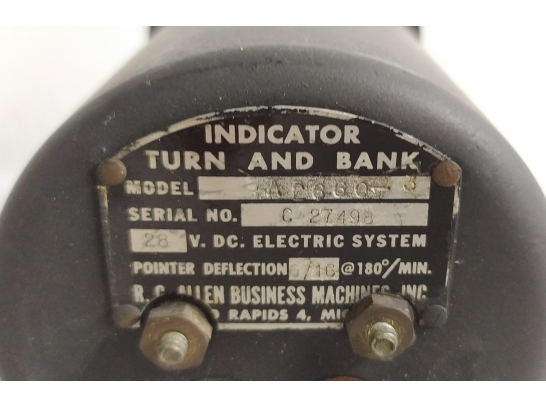 INDICATOR
TURN AND BANK
MODEL
SERIAL NO. C 27498
28 V. DC. ELECTRIC SYSTEM
POINTER DEFLECTION 5/16 @ 180°/MIN.
R. C. ALLEN BUSINESS MACHINES, INC
RAPIDS 4,